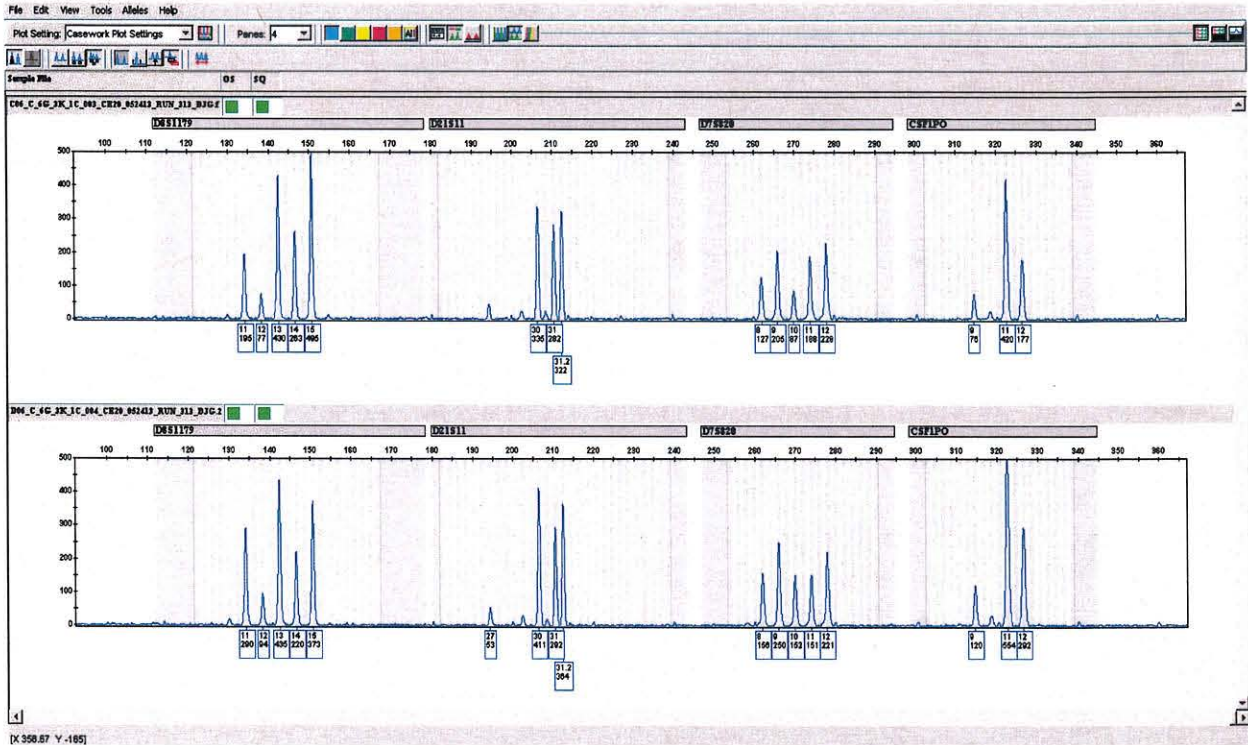 File Edit View Tools Alleles Help
Plot Setting: Casework Plot Settings Panes: 4 All
Sample File OS SQ
D8S1179 D21S11 D7S820 CSF1PO
100 110 120 130 140 150 160 170 180 190 200 210 220 230 240 250 260 270 280 290 300 310 320 330 340 350 360
500
400
300
200
100
0
11 12 13 14 15 30 31 8 9 10 11 12 9 11 12
195 77 430 263 495 335 282 127 205 87 188 229 76 420 177
31.2
322
D8S1179 D21S11 D7S820 CSF1PO
100 110 120 130 140 150 160 170 180 190 200 210 220 230 240 250 260 270 280 290 300 310 320 330 340 350 360
500
400
300
200
100
0
11 12 13 14 15 27 30 31 8 9 10 11 12 9 11 12
290 94 435 220 373 53 411 292 156 250 152 151 221 120 554 292
31.2
364
[X 358.67 Y -165]